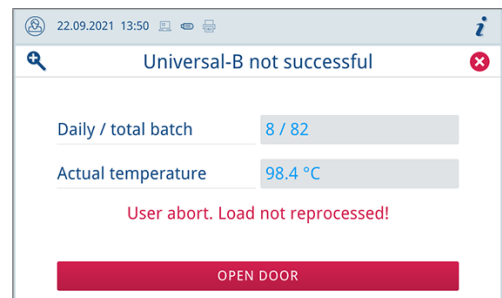 22.09.2021 13:50
i
Universal-B not successful
Daily / total batch 8 / 82
Actual temperature 98.4 °C
User abort. Load not reprocessed!
OPEN DOOR